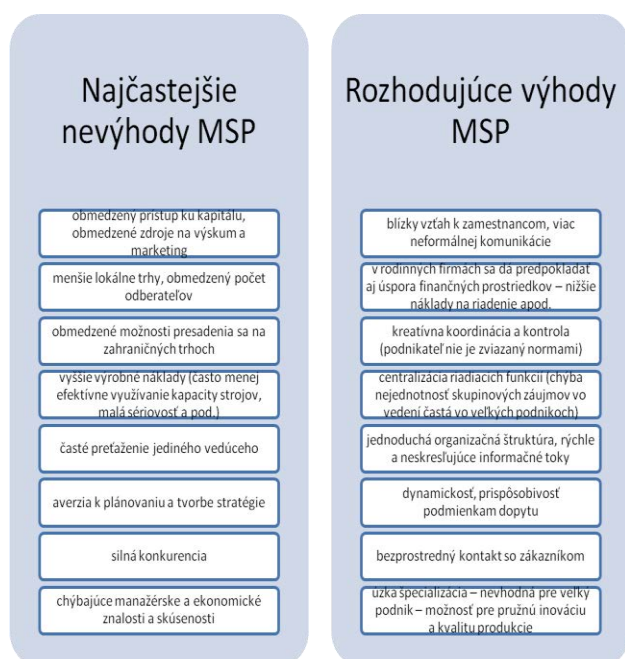 Najčastejšie
nevýhody MSP
obmedzený prístup ku kapitálu,
obmedzené zdroje na výskum a
marketing
menšie lokálne trhy, obmedzený počet
odberateľov
obmedzené možnosti presadenia sa na
zahraničných trhoch
vyššie výrobné náklady (často menej
efektívne využívanie kapacity strojov,
malá sériovosť a pod.)
časté preťaženie jediného vedúceho
averzia k plánovaniu a tvorbe stratégie
silná konkurencia
chýbajúce manažérske a ekonomické
znalosti a skúsenosti
Rozhodujúce výhody
MSP
blízky vzťah k zamestnancom, viac
neformálnej komunikácie
v rodinných firmách sa dá predpokladať
aj úspora finančných prostriedkov – nižšie
náklady na riadenie apod.
kreatívna koordinácia a kontrola
(podnikateľ nie je zviazaný normami)
centralizácia riadiacich funkcií (chýba
nejednotnosť skupinových záujmov vo
vedení častá vo veľkých podnikoch)
jednoduchá organizačná štruktúra, rýchle
a neskresľujúce informačné toky
dynamickosť, prispôsobivosť
podmienkam dopytu
bezprostredný kontakt so zákazníkom
úzka špecializácia – nevhodná pre veľký
podnik – možnosť pre pružnú inováciu
a kvalitu produkcie